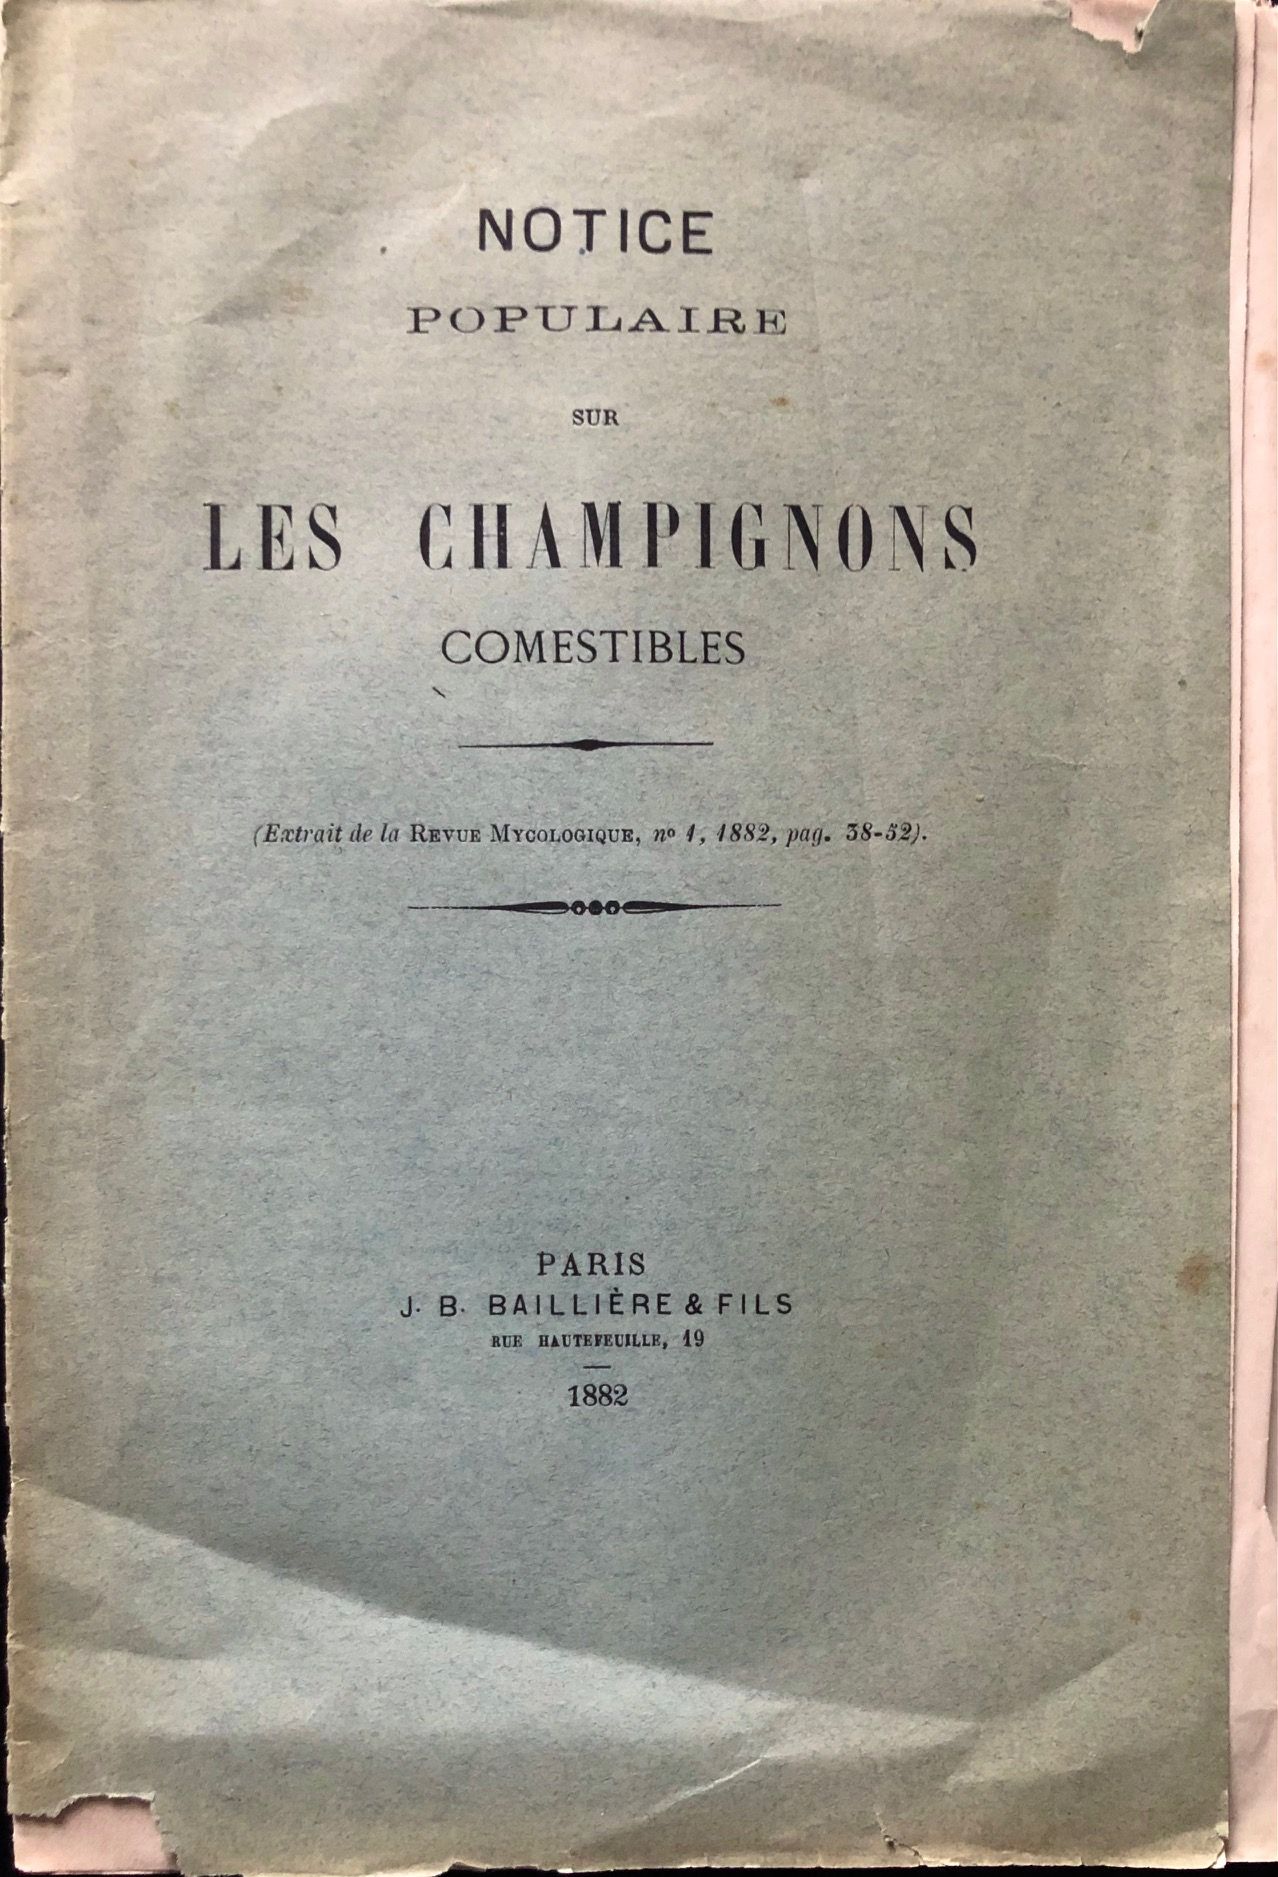 NOTICE
POPULAIRE
SUR
LES CHAMPIGNONS
COMESTIBLES
(Extrait de la REVUE MYCOLOGIQUE, nº 1, 1882, pag. 38-52).
PARIS
J. B. BAILLIÈRE & FILS
RUE HAUTEFEUILLE, 19
1882